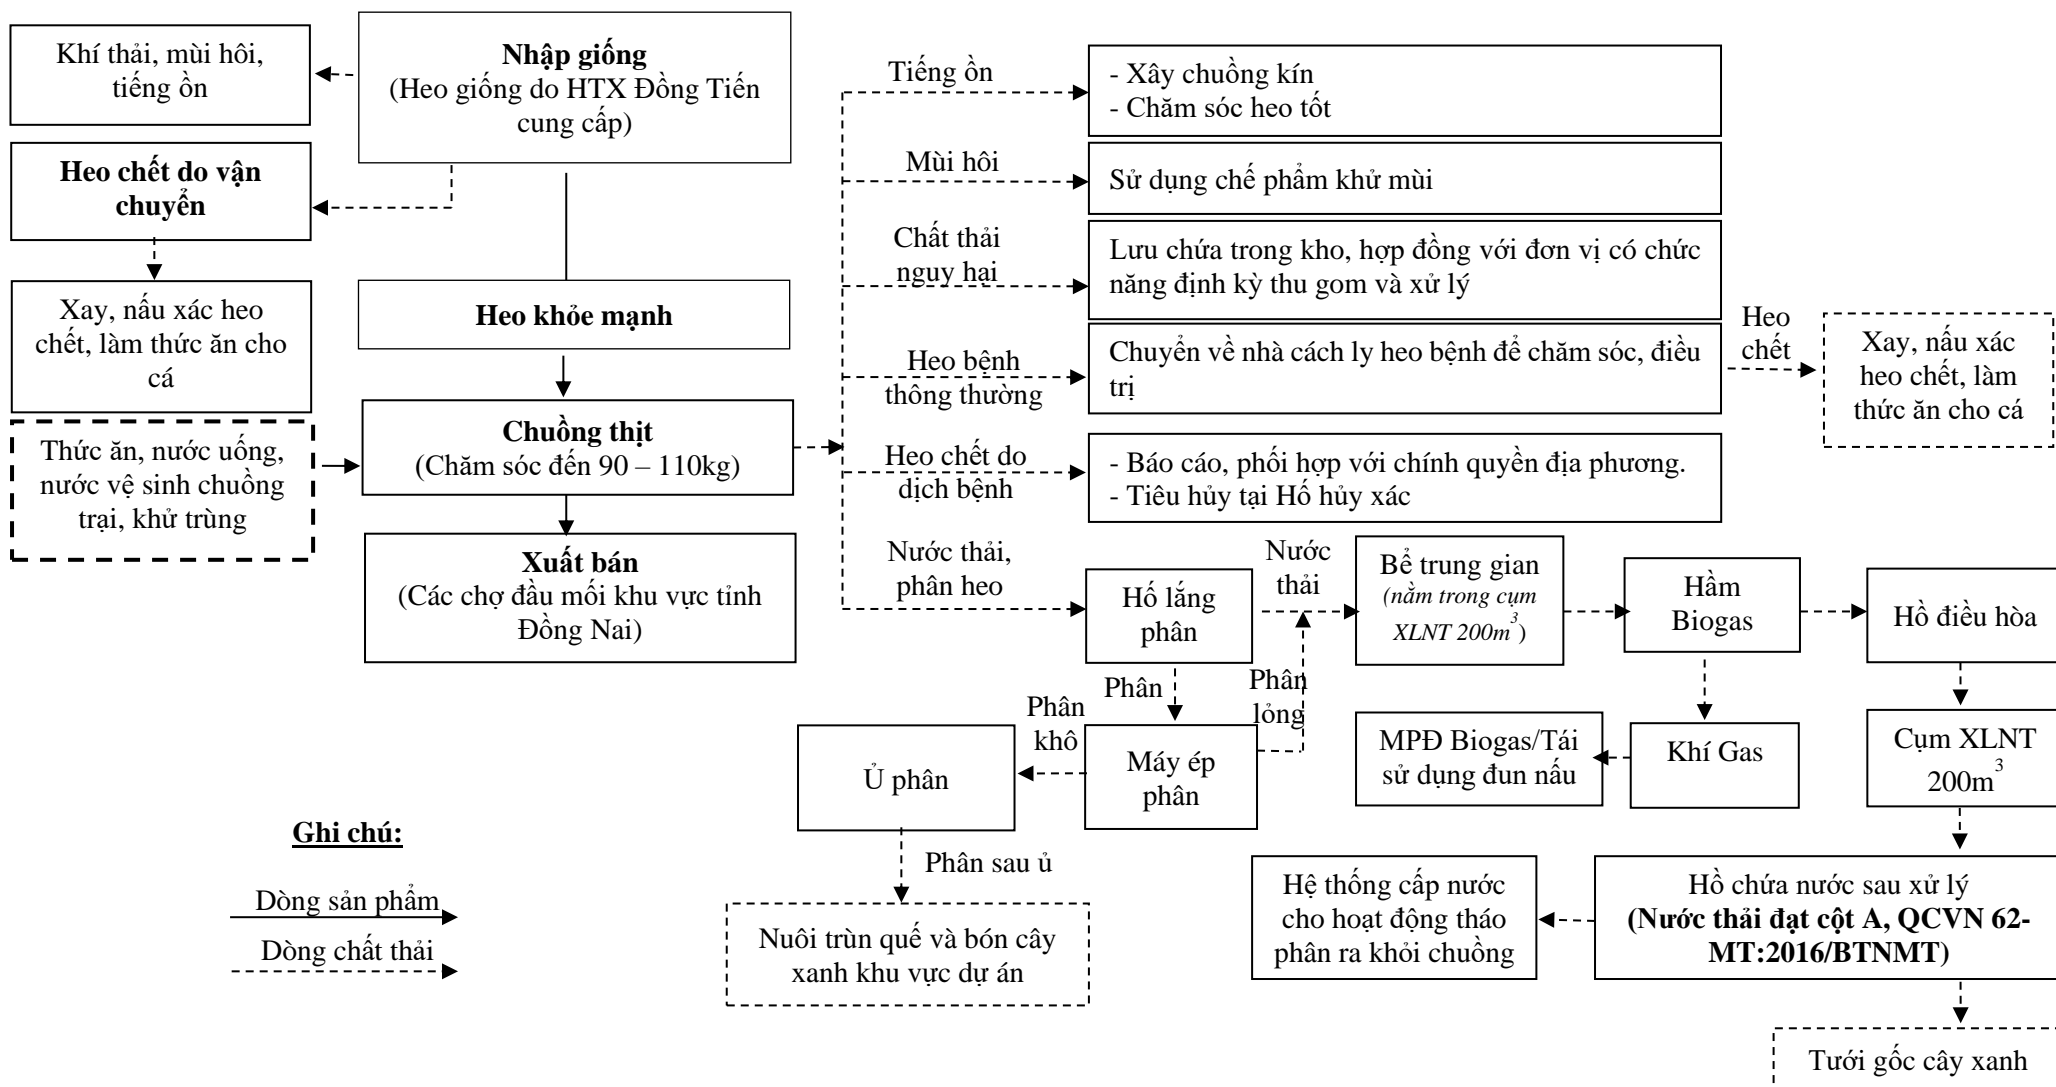 Khí thải, mùi hôi,
tiếng ồn
Nhập giống
(Heo giống do HTX Đồng Tiến
cung cấp)
Heo chết do vận
chuyển
Xay, nấu xác heo
chết, làm thức ăn cho
cá
Heo khỏe mạnh
Thức ăn, nước uống,
nước vệ sinh chuồng
trại, khử trùng
Chuồng thịt
(Chăm sóc đến 90 – 110kg)
Xuất bán
(Các chợ đầu mối khu vực tỉnh
Đồng Nai)
Tiếng ồn
- Xây chuồng kín
- Chăm sóc heo tốt
Mùi hôi
Sử dụng chế phẩm khử mùi
Chất thải
nguy hại
Lưu chứa trong kho, hợp đồng với đơn vị có chức
năng định kỳ thu gom và xử lý
Heo bệnh
thông thường
Chuyển về nhà cách ly heo bệnh để chăm sóc, điều
trị
Heo
chết
Xay, nấu xác
heo chết, làm
thức ăn cho cá
Heo chết do
dịch bệnh
- Báo cáo, phối hợp với chính quyền địa phương.
- Tiêu hủy tại Hố hủy xác
Nước thải,
phân heo
Hố lắng
phân
Nước
thải
Bể trung gian
(nằm trong cụm
XLNT 200m³)
Hầm
Biogas
Hồ điều hòa
Phân
Phân
lỏng
Phân
khô
Ủ phân
Máy ép
phân
MPĐ Biogas/Tái
sử dụng đun nấu
Khí Gas
Cụm XLNT
200m³
Phân sau ủ
Nuôi trùn quế và bón cây
xanh khu vực dự án
Hệ thống cấp nước
cho hoạt động tháo
phân ra khỏi chuồng
Hồ chứa nước sau xử lý
(Nước thải đạt cột A, QCVN 62-
MT:2016/BTNMT)
Tưới gốc cây xanh
Ghi chú:
Dòng sản phẩm
Dòng chất thải